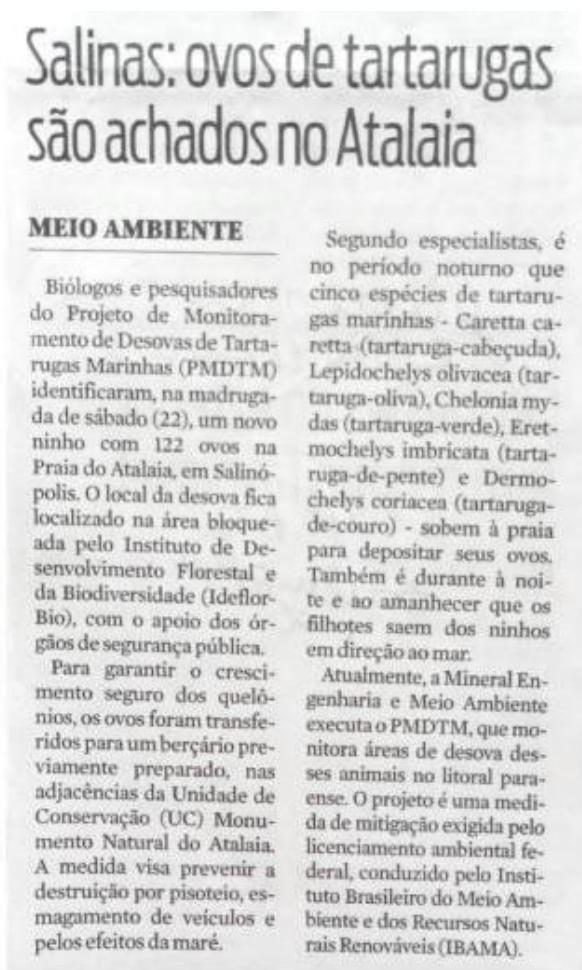 Salinas: ovos de tartarugas
são achados no Atalaia
MEIO AMBIENTE
Biólogos e pesquisadores
do Projeto de Monitora-
mento de Desovas de Tarta-
rugas Marinhas (PMDTM)
identificaram, na madruga-
da de sábado (22), um novo
ninho com 122 ovos na
Praia do Atalaia, em Salinó-
polis. O local da desova fica
localizado na área bloque-
ada pelo Instituto de De-
senvolvimento Florestal e
da Biodiversidade (Ideflor-
Bio), com o apoio dos ór-
gãos de segurança pública.
Para garantir o cresci-
mento seguro dos quelô-
nios, os ovos foram transfe-
ridos para um berçário pre-
viamente preparado, nas
adjacências da Unidade de
Conservação (UC) Monu-
mento Natural do Atalaia.
A medida visa prevenir a
destruição por pisoteio, es-
magamento de veículos e
pelos efeitos da maré.
Segundo especialistas, é
no período noturno que
cinco espécies de tartaru-
gas marinhas - Caretta ca-
retta (tartaruga-cabeçuda),
Lepidochelys olivacea (tar-
taruga-oliva), Chelonia my-
das (tartaruga-verde), Eret-
mochelys imbricata (tarta-
ruga-de-pente) e Dermo-
chelys coriacea (tartaruga-
de-couro) - sobem à praia
para depositar seus ovos.
Também é durante à noi-
te e ao amanhecer que os
filhotes saem dos ninhos
em direção ao mar.
Atualmente, a Mineral En-
genharia e Meio Ambiente
executa o PMDTM, que mo-
nitora áreas de desova des-
ses animais no litoral para-
ense. O projeto é uma medi-
da de mitigação exigida pelo
licenciamento ambiental fe-
deral, conduzido pelo Insti-
tuto Brasileiro do Meio Am-
biente e dos Recursos Natu-
rais Renováveis (IBAMA).